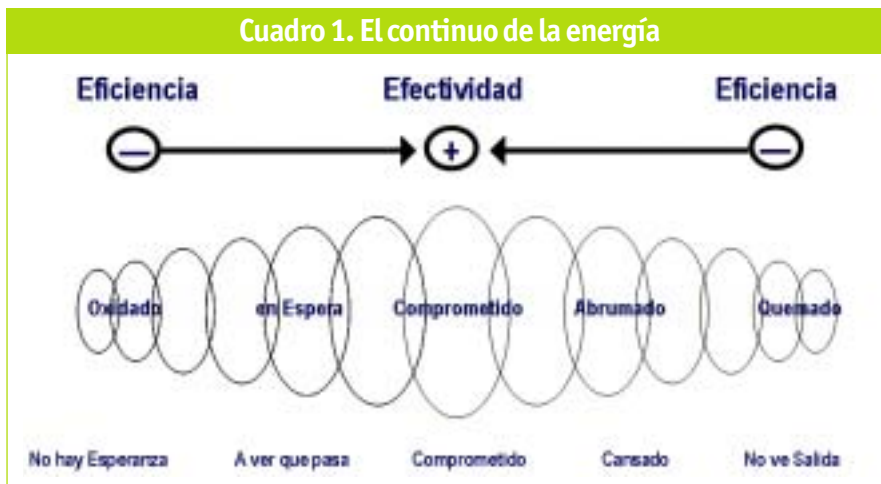 Cuadro 1. El continuo de la energía
Eficiencia Efectividad Eficiencia
— + —
Oxidado en Espera Comprometido Abrumado Quemado
No hay Esperanza A ver que pasa Comprometido Cansado No ve Salida